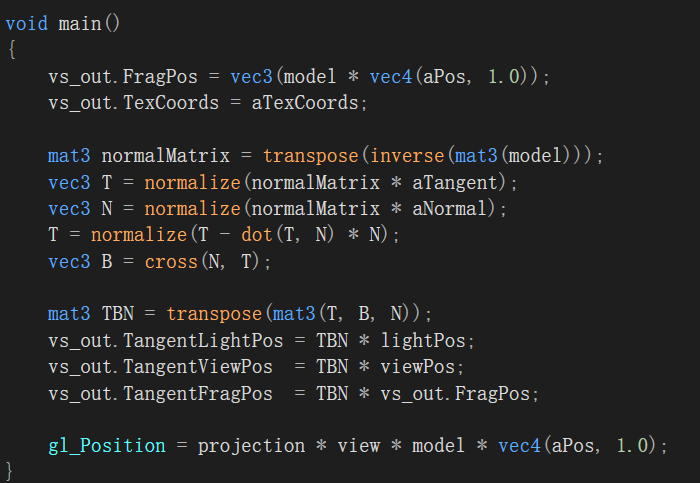 void main()
{
    vs_out.FragPos = vec3(model * vec4(aPos, 1.0));
    vs_out.TexCoords = aTexCoords;

    mat3 normalMatrix = transpose(inverse(mat3(model)));
    vec3 T = normalize(normalMatrix * aTangent);
    vec3 N = normalize(normalMatrix * aNormal);
    T = normalize(T - dot(T, N) * N);
    vec3 B = cross(N, T);

    mat3 TBN = transpose(mat3(T, B, N));
    vs_out.TangentLightPos = TBN * lightPos;
    vs_out.TangentViewPos  = TBN * viewPos;
    vs_out.TangentFragPos  = TBN * vs_out.FragPos;

    gl_Position = projection * view * model * vec4(aPos, 1.0);
}